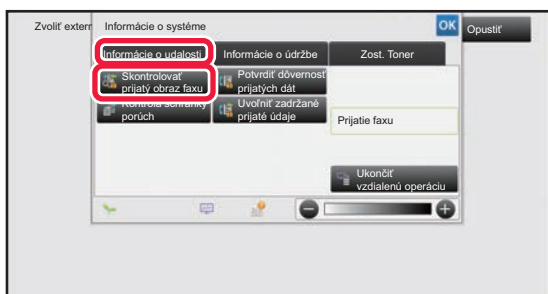 Zvoliť extern
Informácie o systéme
OK
Opustiť
Informácie o udalosti
Informácie o údržbe
Zost. Toner
Skontrolovať
prijatý obraz faxu
Potvrdiť dôvernosť
prijatých dát
Kontrola schránky
porúch
Uvoľniť zadržané
prijaté údaje
Prijatie faxu
Ukončiť
vzdialenú operáciu